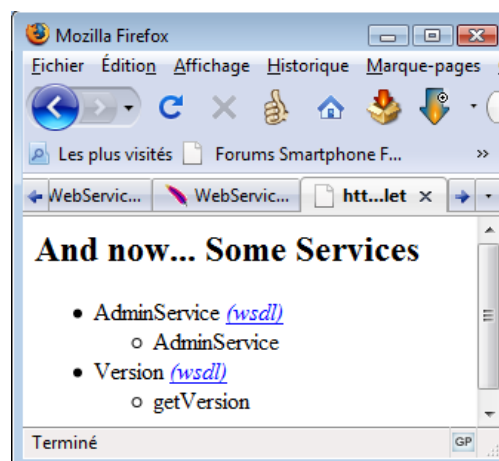 Mozilla Firefox
Fichier Édition Affichage Historique Marque-pages
Les plus visités Forums Smartphone F... »
WebServic... WebServic... htt...let
And now... Some Services
AdminService (wsdl)
AdminService
Version (wsdl)
getVersion
Terminé GP